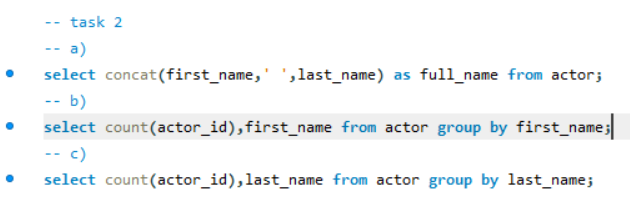 -- task 2
-- a)
select concat(first_name,' ',last_name) as full_name from actor;
-- b)
select count(actor_id),first_name from actor group by first_name;
-- c)
select count(actor_id),last_name from actor group by last_name;